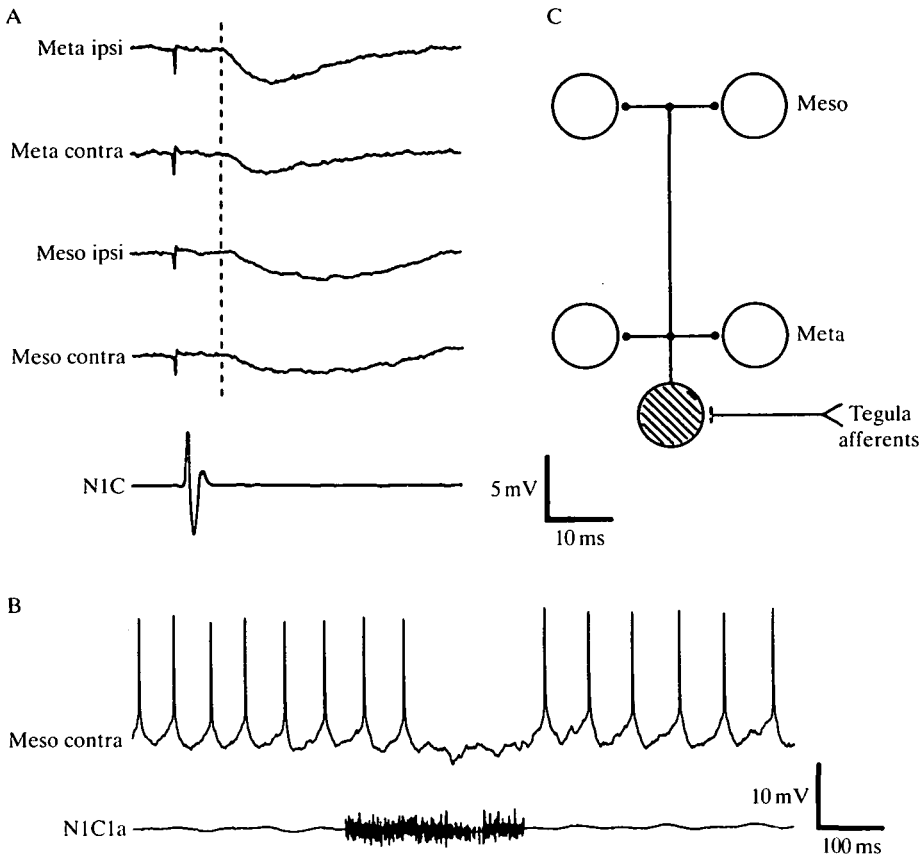 A
Meta ipsi
Meta contra
Meso ipsi
Meso contra
N1C
5 mV
10 ms
C
Meso
Meta
Tegula
afferents
B
Meso contra
N1C1a
10 mV
100 ms